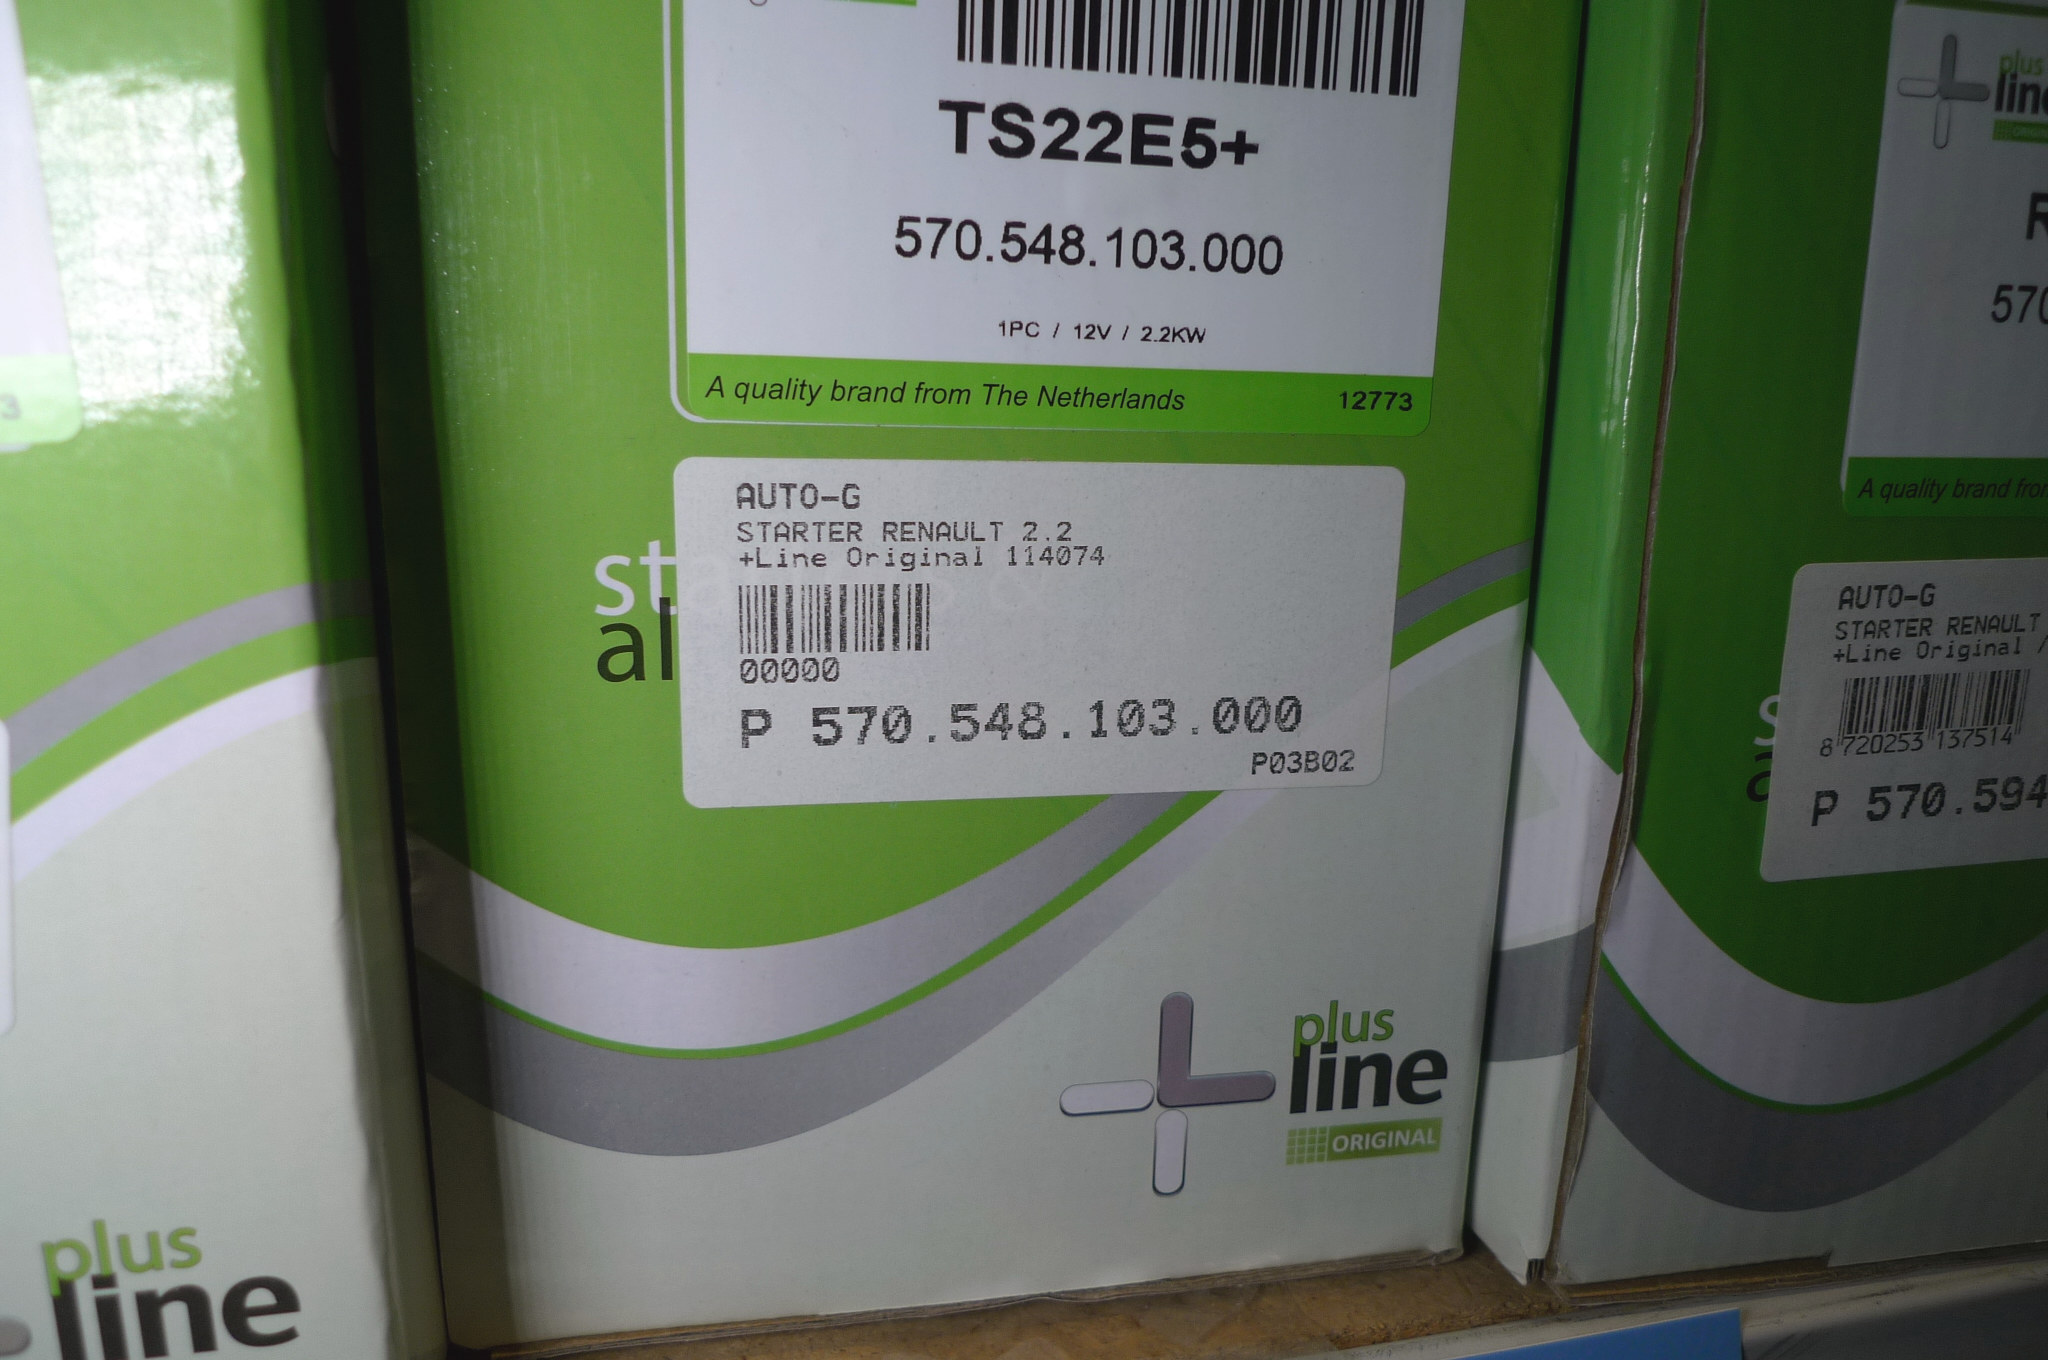 TS22E5+
570.548.103.000
1PC / 12V / 2.2KW
A quality brand from The Netherlands 12773
AUTO-G
STARTER RENAULT 2.2
+Line Original 114074
00000
P 570.548.103.000
P03B02
plus
line
ORIGINAL
plus
line
3
plus
line
A quality brand
AUTO-G
STARTER RENAULT
+Line Original
8 720253 137514
P 570.594